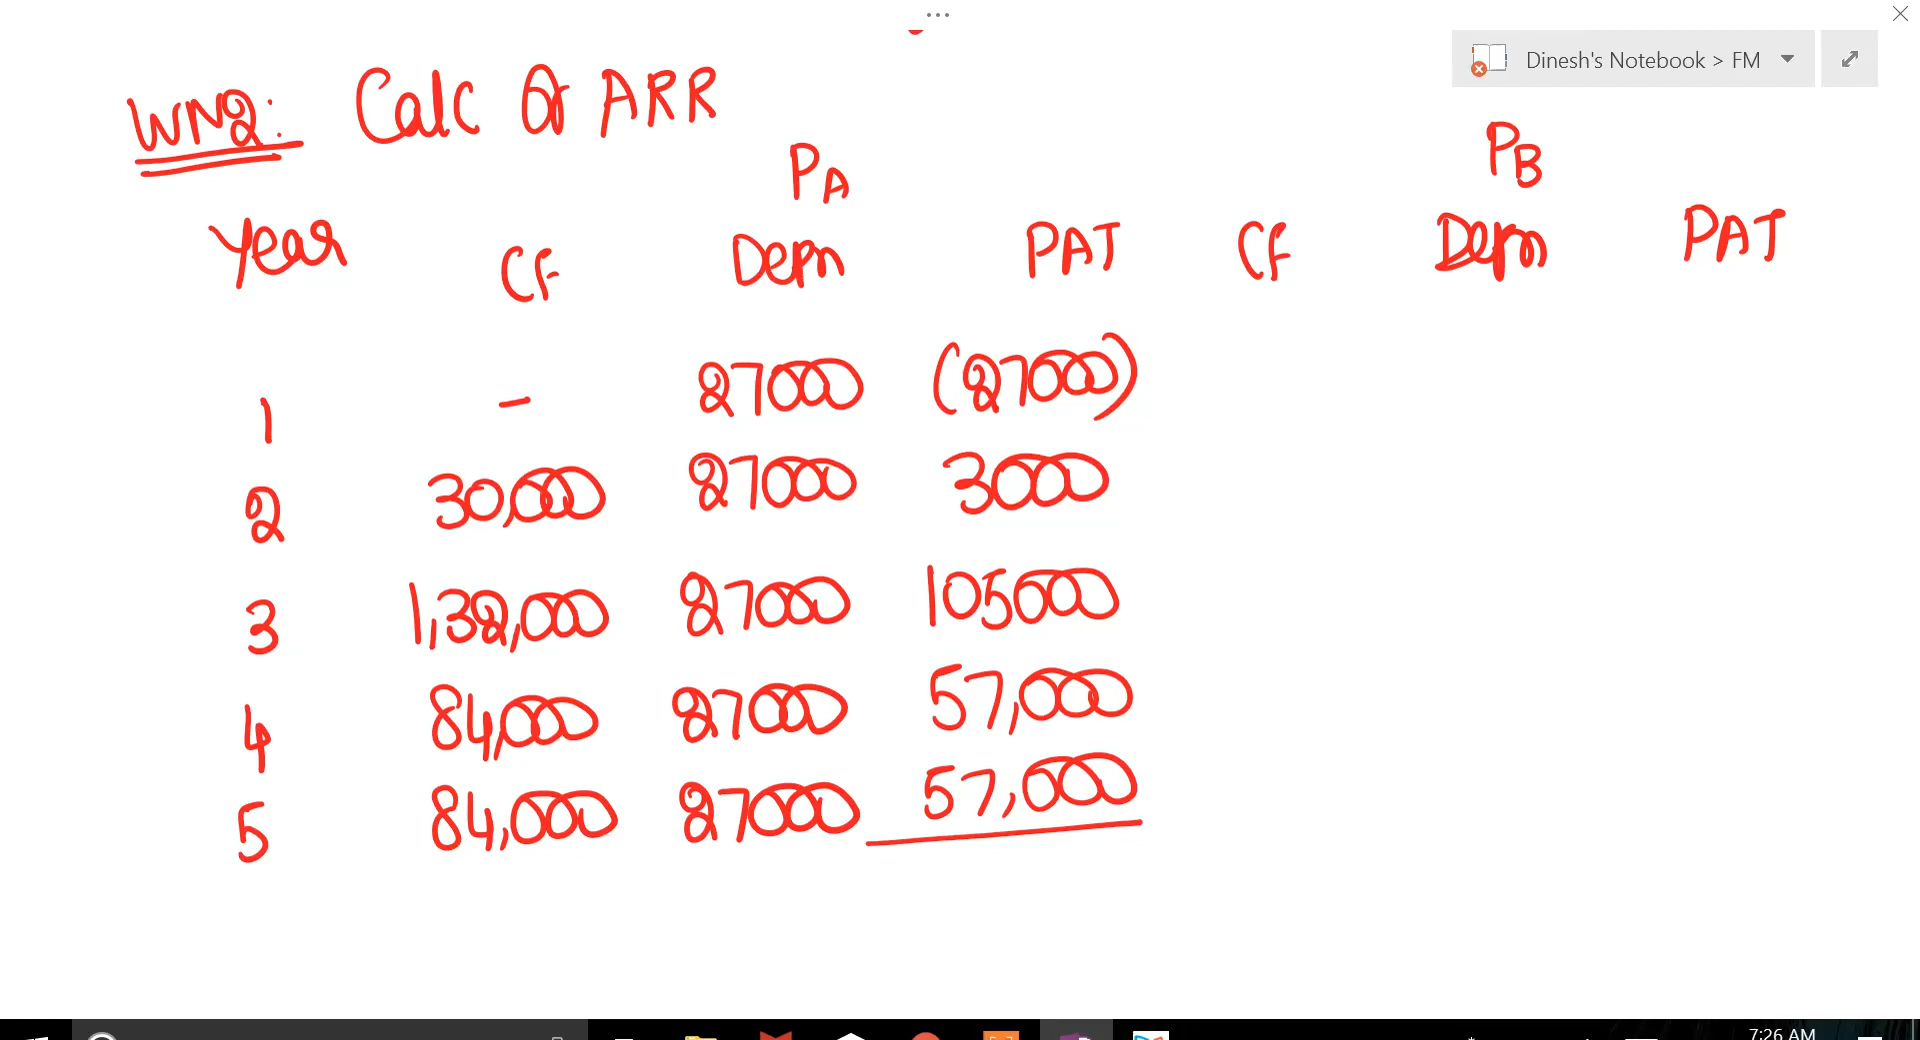 ...
Dinesh's Notebook > FM
WN2: Calc of ARR
PA PB
Year CF Depn PAT CF Depn PAT
1 - 27000 (27000)
2 30,000 27000 3000
3 1,32,000 27000 105000
4 84,000 27000 57,000
5 84,000 27000 57,000
7:26 AM